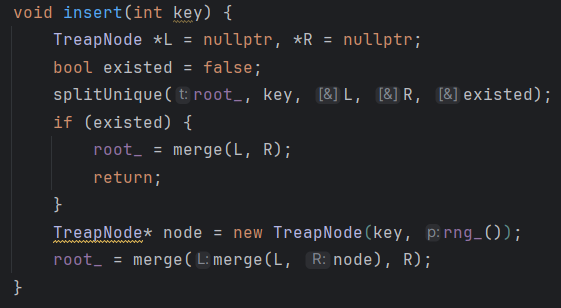 void insert(int key) {
    TreapNode *L = nullptr, *R = nullptr;
    bool existed = false;
    splitUnique(t: root_, key, [&] L, [&] R, [&] existed);
    if (existed) {
        root_ = merge(L, R);
        return;
    }
    TreapNode* node = new TreapNode(key, p: rng_());
    root_ = merge(L: merge(L, R: node), R);
}